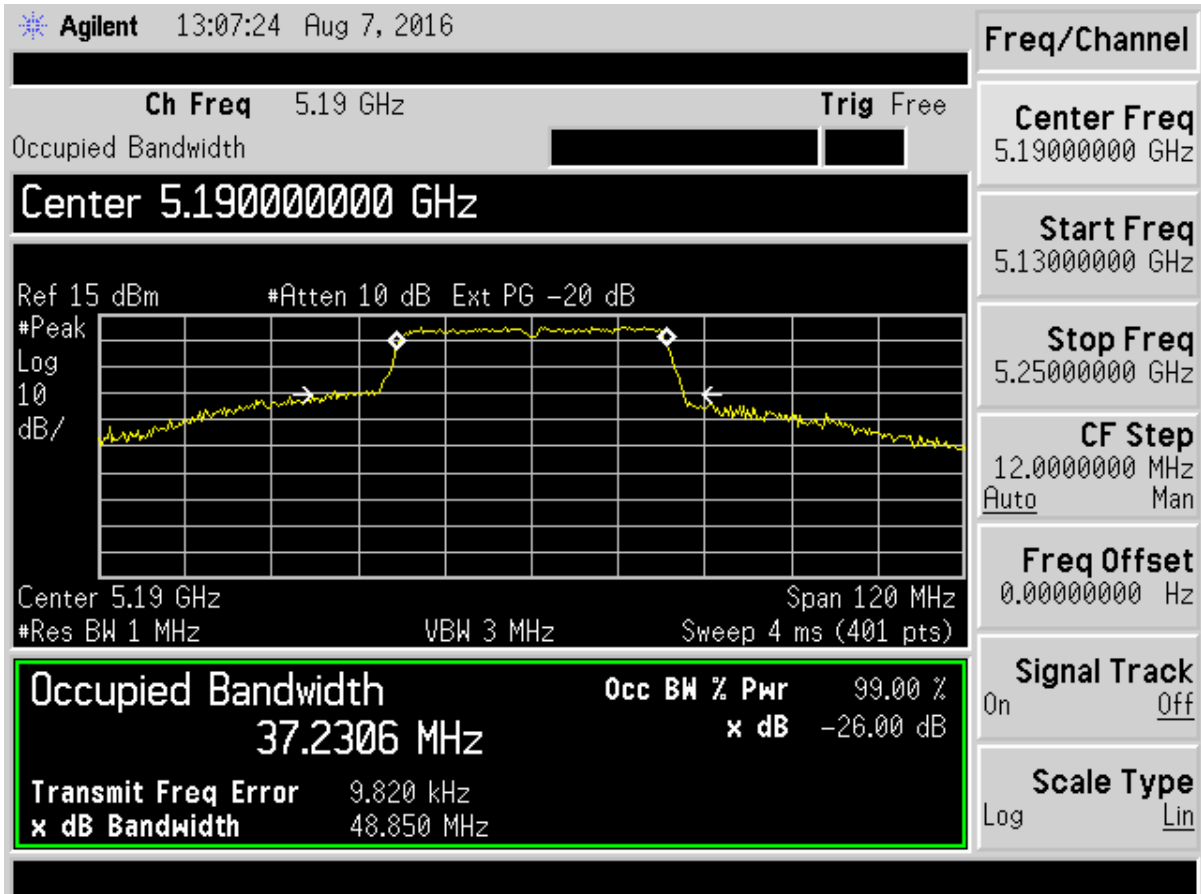 Agilent 13:07:24 Aug 7, 2016
Ch Freq 5.19 GHz Trig Free
Occupied Bandwidth
Center 5.190000000 GHz
Ref 15 dBm #Atten 10 dB Ext PG −20 dB
#Peak
Log
10
dB/
Center 5.19 GHz Span 120 MHz
#Res BW 1 MHz VBW 3 MHz Sweep 4 ms (401 pts)
Occupied Bandwidth Occ BW % Pwr 99.00 %
37.2306 MHz x dB −26.00 dB
Transmit Freq Error 9.820 kHz
x dB Bandwidth 48.850 MHz
Freq/Channel
Center Freq
5.19000000 GHz
Start Freq
5.13000000 GHz
Stop Freq
5.25000000 GHz
CF Step
12.0000000 MHz
Auto Man
Freq Offset
0.00000000 Hz
Signal Track
On Off
Scale Type
Log Lin